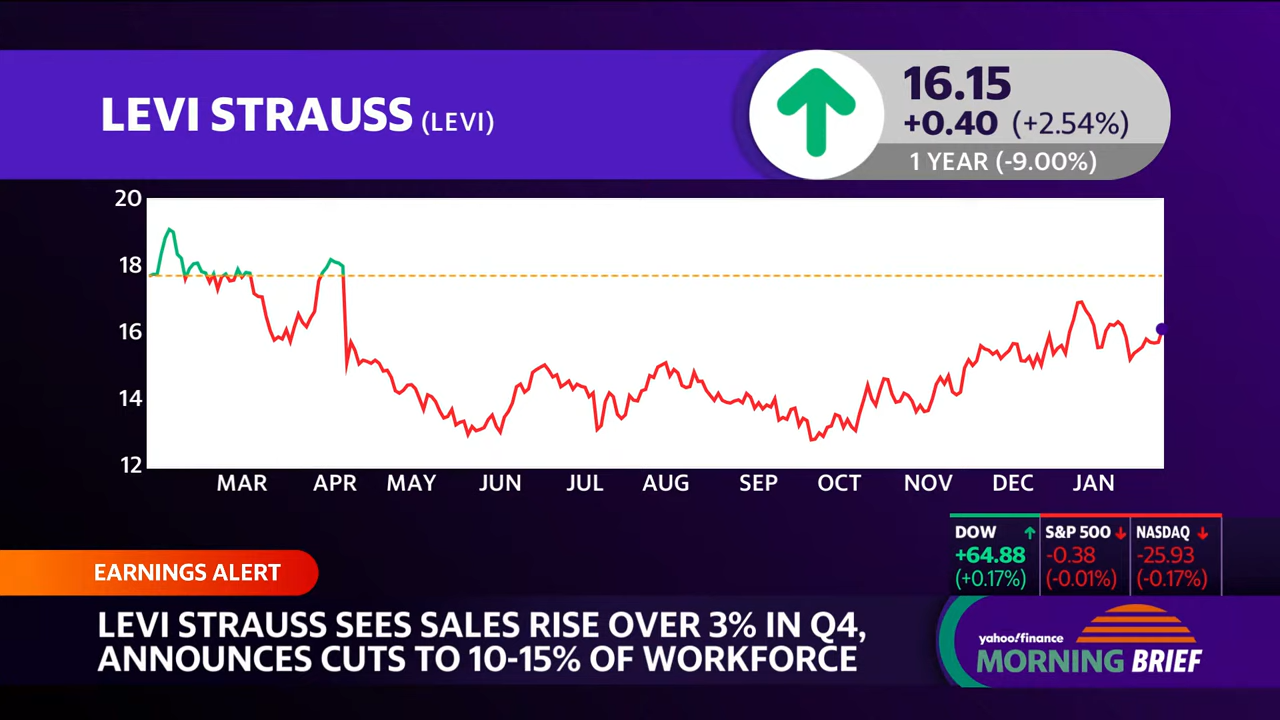 LEVI STRAUSS (LEVI)
16.15
+0.40 (+2.54%)
1 YEAR (-9.00%)
20
18
16
14
12
MAR APR MAY JUN JUL AUG SEP OCT NOV DEC JAN
DOW
+64.88
(+0.17%)
S&P 500
-0.38
(-0.01%)
NASDAQ
-25.93
(-0.17%)
EARNINGS ALERT
LEVI STRAUSS SEES SALES RISE OVER 3% IN Q4,
ANNOUNCES CUTS TO 10-15% OF WORKFORCE
yahoo!finance
MORNING BRIEF